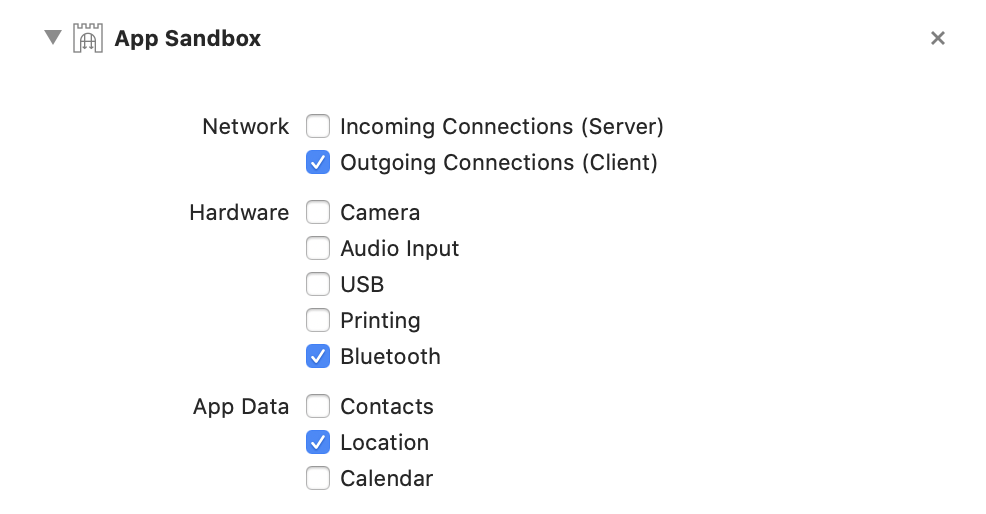 App Sandbox
Network Incoming Connections (Server)
Outgoing Connections (Client)
Hardware Camera
Audio Input
USB
Printing
Bluetooth
App Data Contacts
Location
Calendar